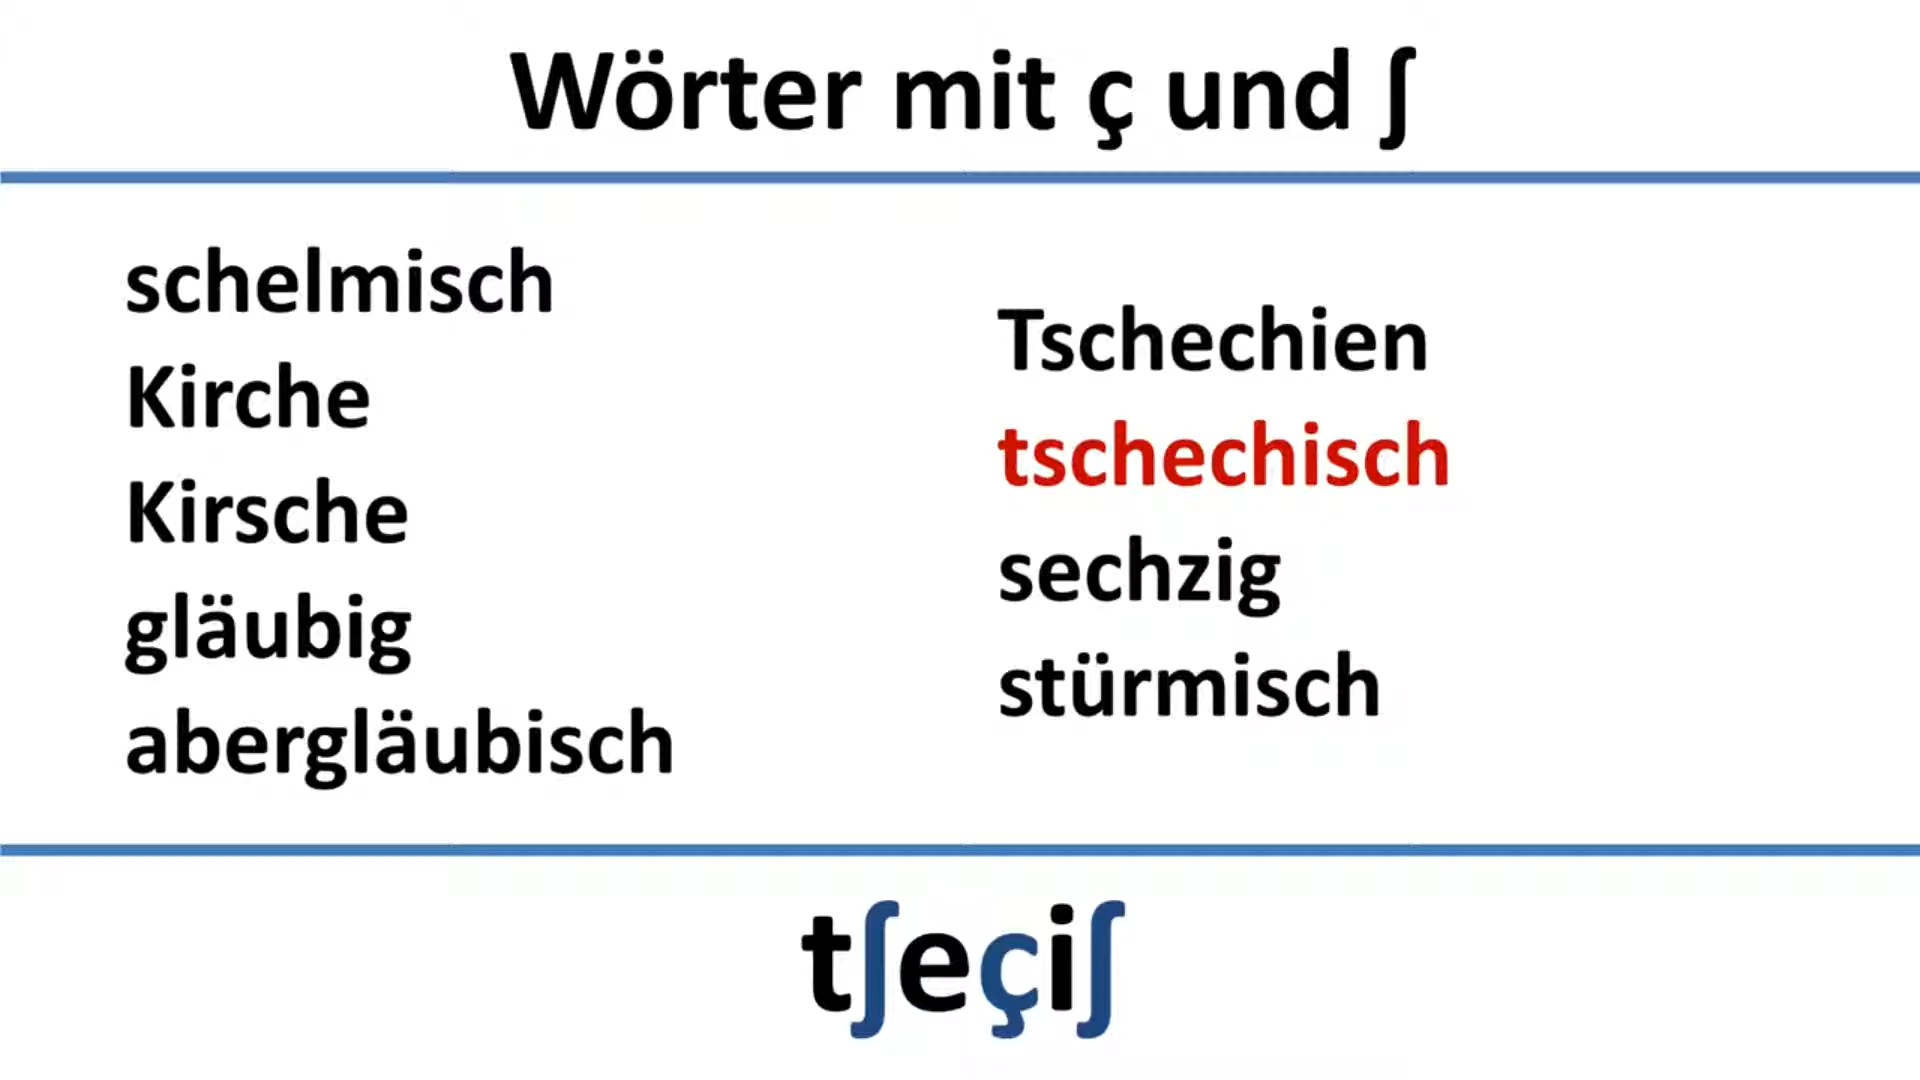 Wörter mit ç und ʃ
schelmisch
Kirche
Kirsche
gläubig
abergläubisch
Tschechien
tschechisch
sechzig
stürmisch
tʃeçiʃ